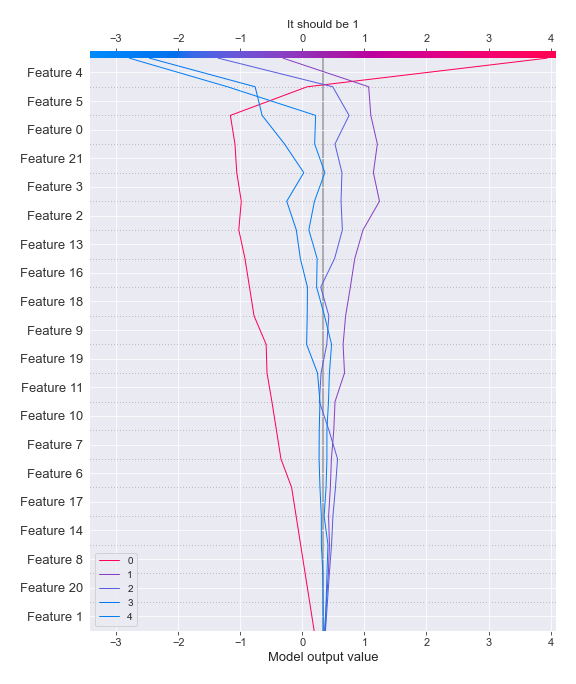 It should be 1
−3 −2 −1 0 1 2 3 4
Feature 4
Feature 5
Feature 0
Feature 21
Feature 3
Feature 2
Feature 13
Feature 16
Feature 18
Feature 9
Feature 19
Feature 11
Feature 10
Feature 7
Feature 6
Feature 17
Feature 14
Feature 8
Feature 20
Feature 1
0
1
2
3
4
−3 −2 −1 0 1 2 3 4
Model output value